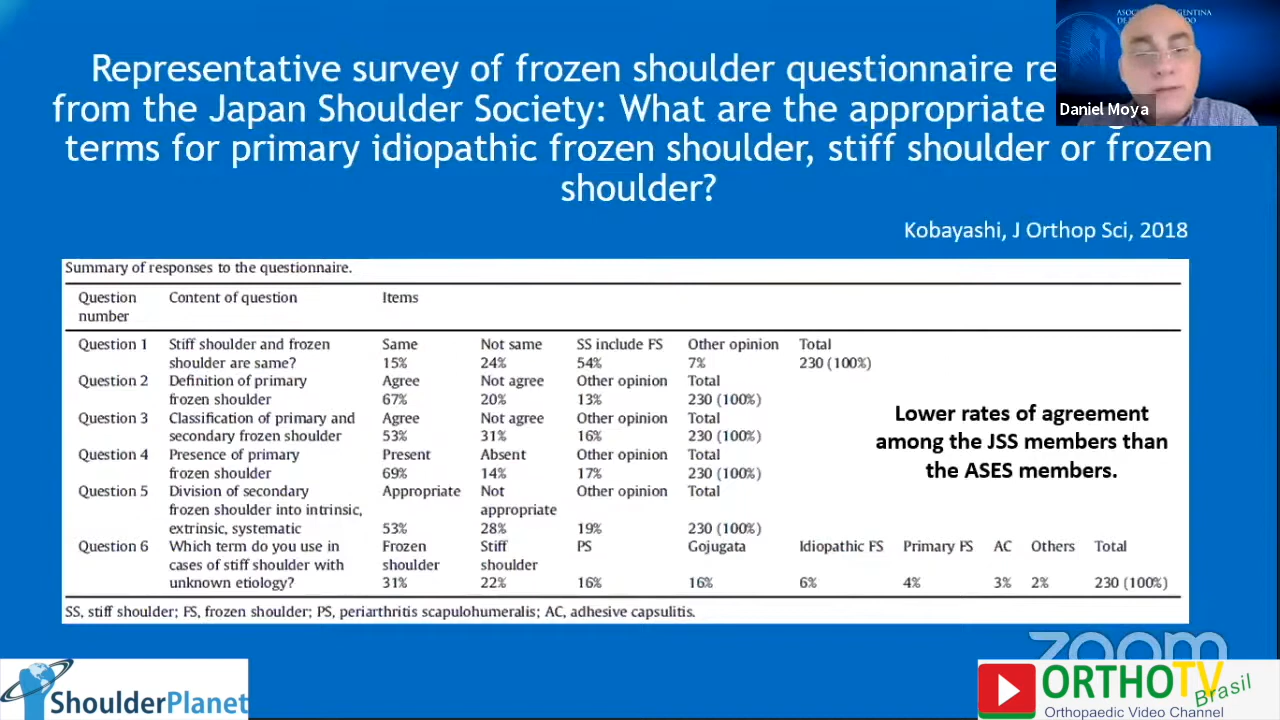 ASOC
ENTINA
Representative survey of frozen shoulder questionnaire re
from the Japan Shoulder Society: What are the appropriate
terms for primary idiopathic frozen shoulder, stiff shoulder or frozen
shoulder?
Daniel Moya
Kobayashi, J Orthop Sci, 2018
Summary of responses to the questionnaire.
Question Content of question Items
number
Question 1 Stiff shoulder and frozen Same Not same SS include FS Other opinion Total
shoulder are same? 15% 24% 54% 7% 230 (100%)
Question 2 Definition of primary Agree Not agree Other opinion Total
frozen shoulder 67% 20% 13% 230 (100%)
Question 3 Classification of primary and Agree Not agree Other opinion Total
secondary frozen shoulder 53% 31% 16% 230 (100%)
Question 4 Presence of primary Present Absent Other opinion Total
frozen shoulder 69% 14% 17% 230 (100%)
Question 5 Division of secondary Appropriate Not Other opinion Total
frozen shoulder into intrinsic, appropriate
extrinsic, systematic 53% 28% 19% 230 (100%)
Question 6 Which term do you use in Frozen Stiff PS Gojugata Idiopathic FS Primary FS AC Others Total
cases of stiff shoulder with shoulder shoulder
unknown etiology? 31% 22% 16% 16% 6% 4% 3% 2% 230 (100%)
SS, stiff shoulder; FS, frozen shoulder; PS, periarthritis scapulohumeralis; AC, adhesive capsulitis.
Lower rates of agreement
among the JSS members than
the ASES members.
zoom
ShoulderPlanet
ORTHOTV
Brasil
Orthopaedic Video Channel